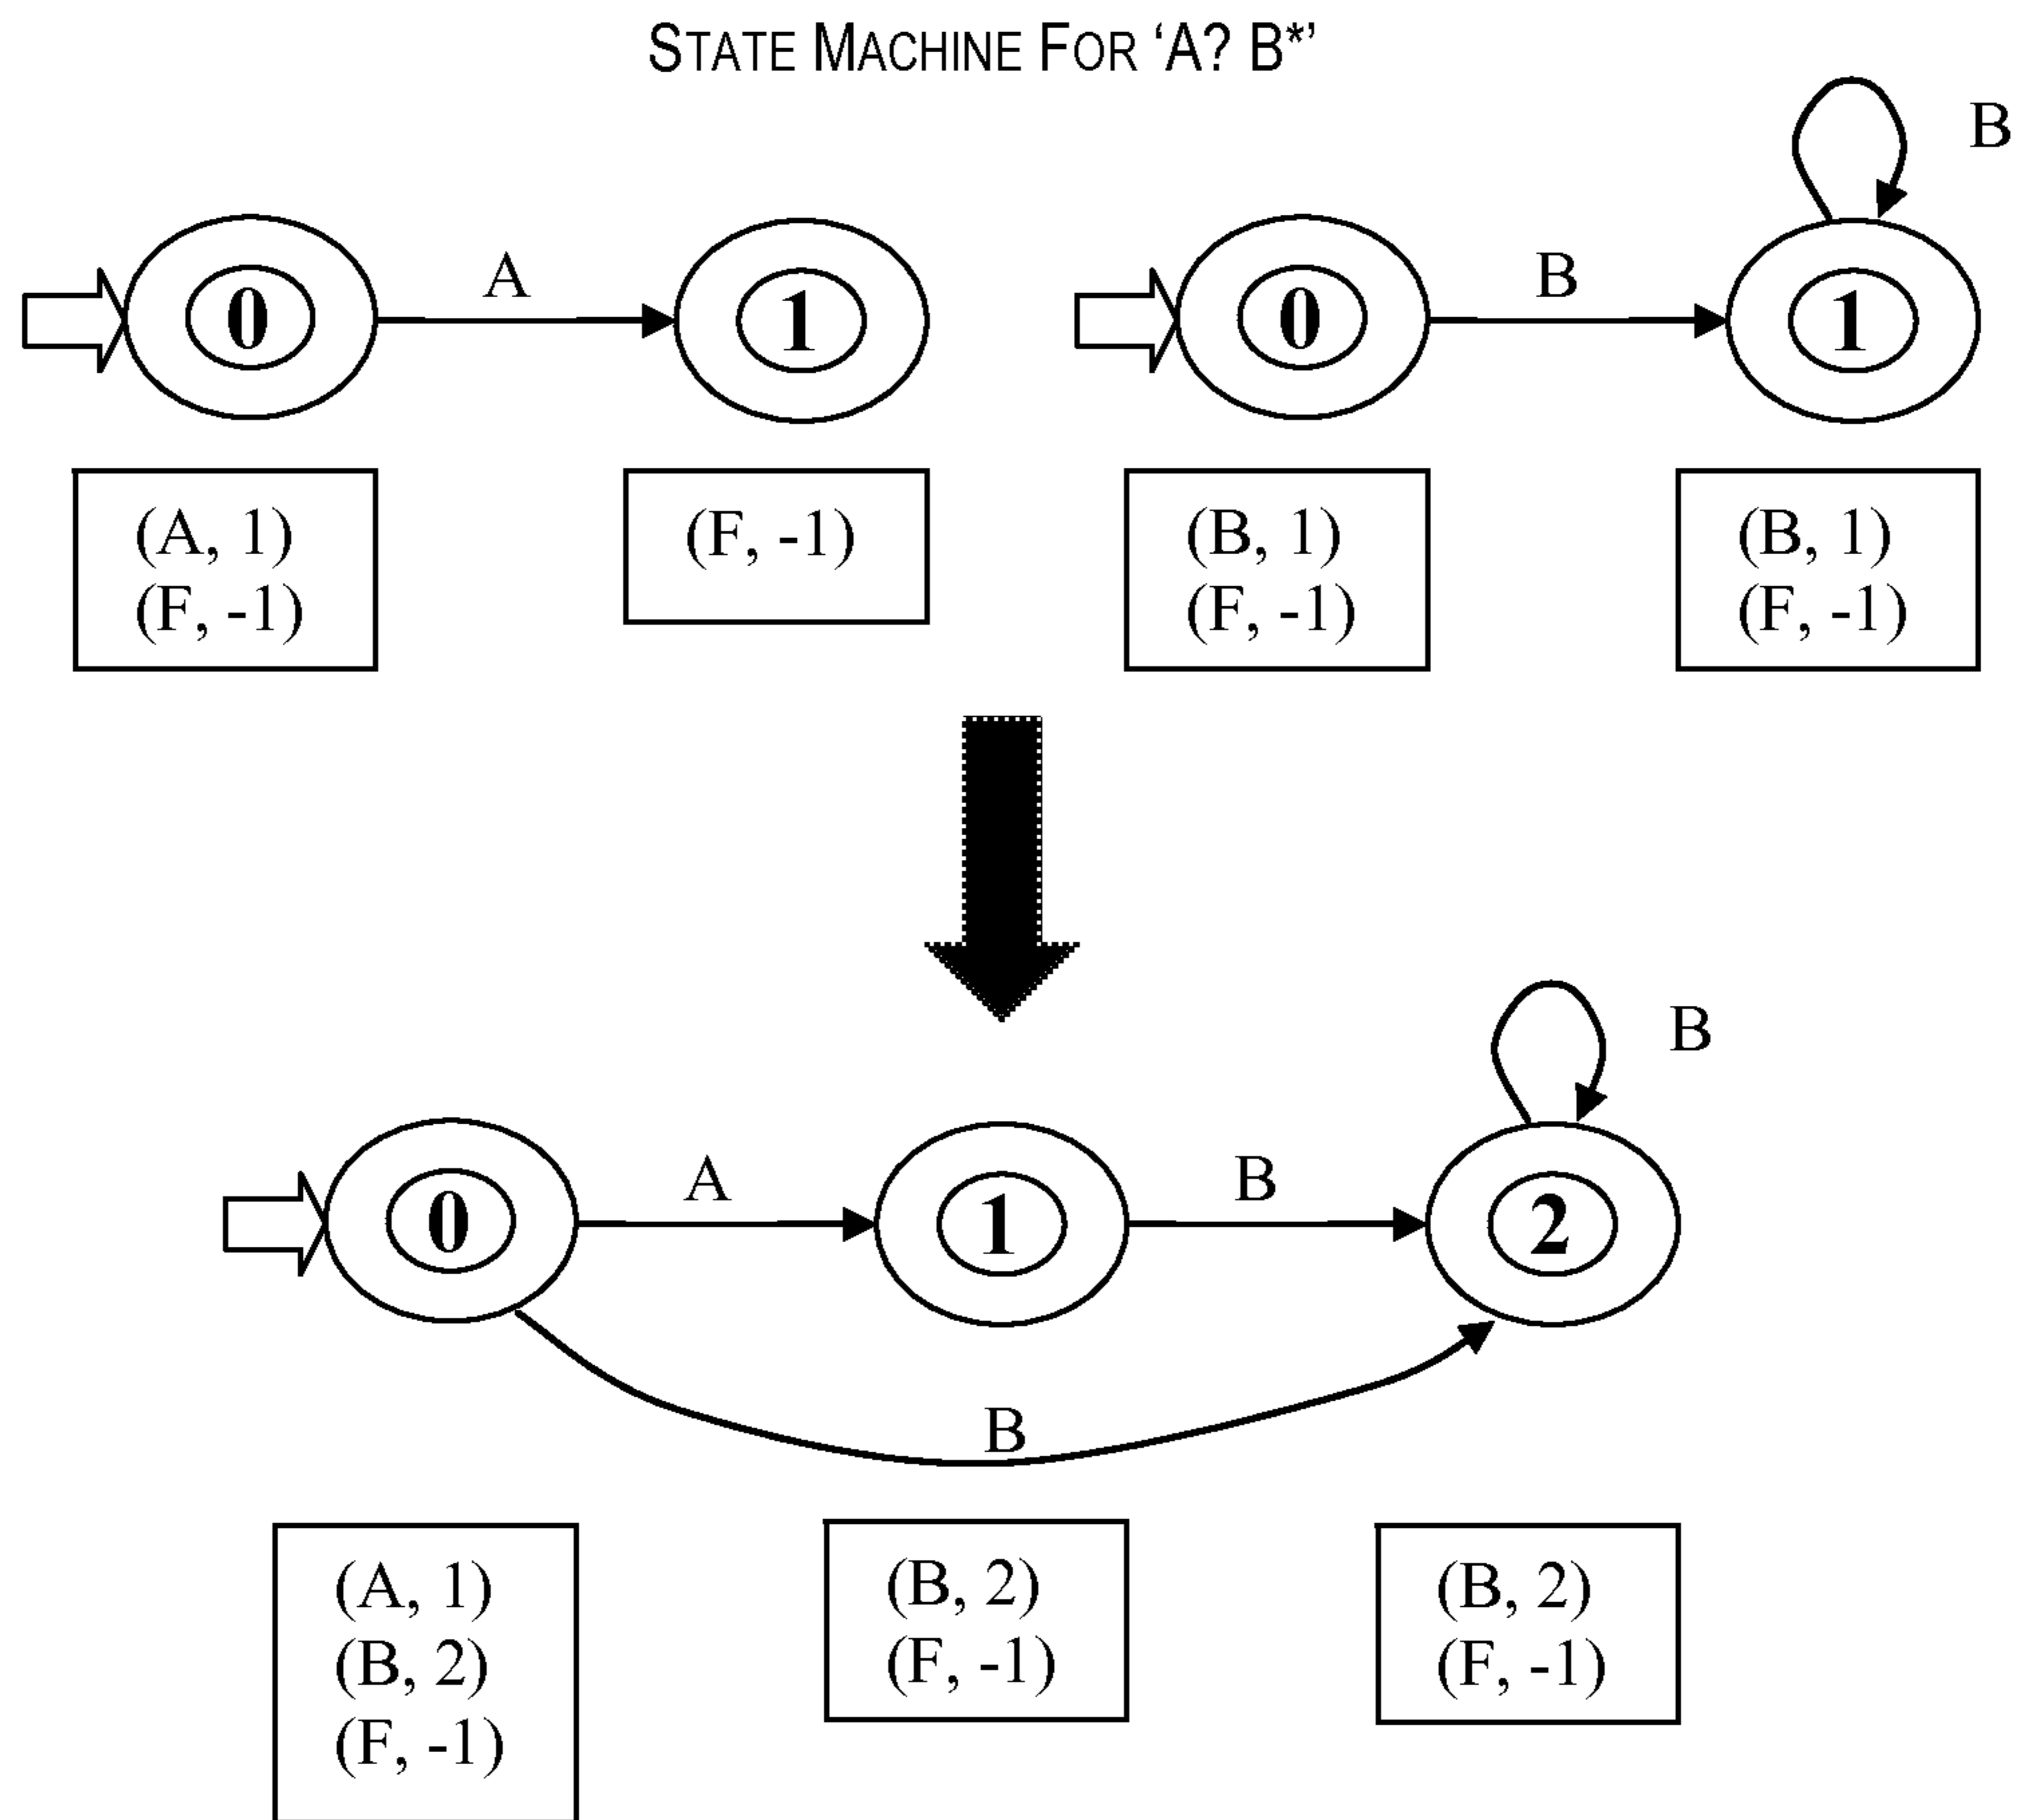 STATE MACHINE FOR ‘A? B*’
B
A
B
0
1
0
1
(A, 1)
(F, -1)
(F, -1)
(B, 1)
(F, -1)
(B, 1)
(F, -1)
B
A
B
0
1
2
B
(A, 1)
(B, 2)
(F, -1)
(B, 2)
(F, -1)
(B, 2)
(F, -1)